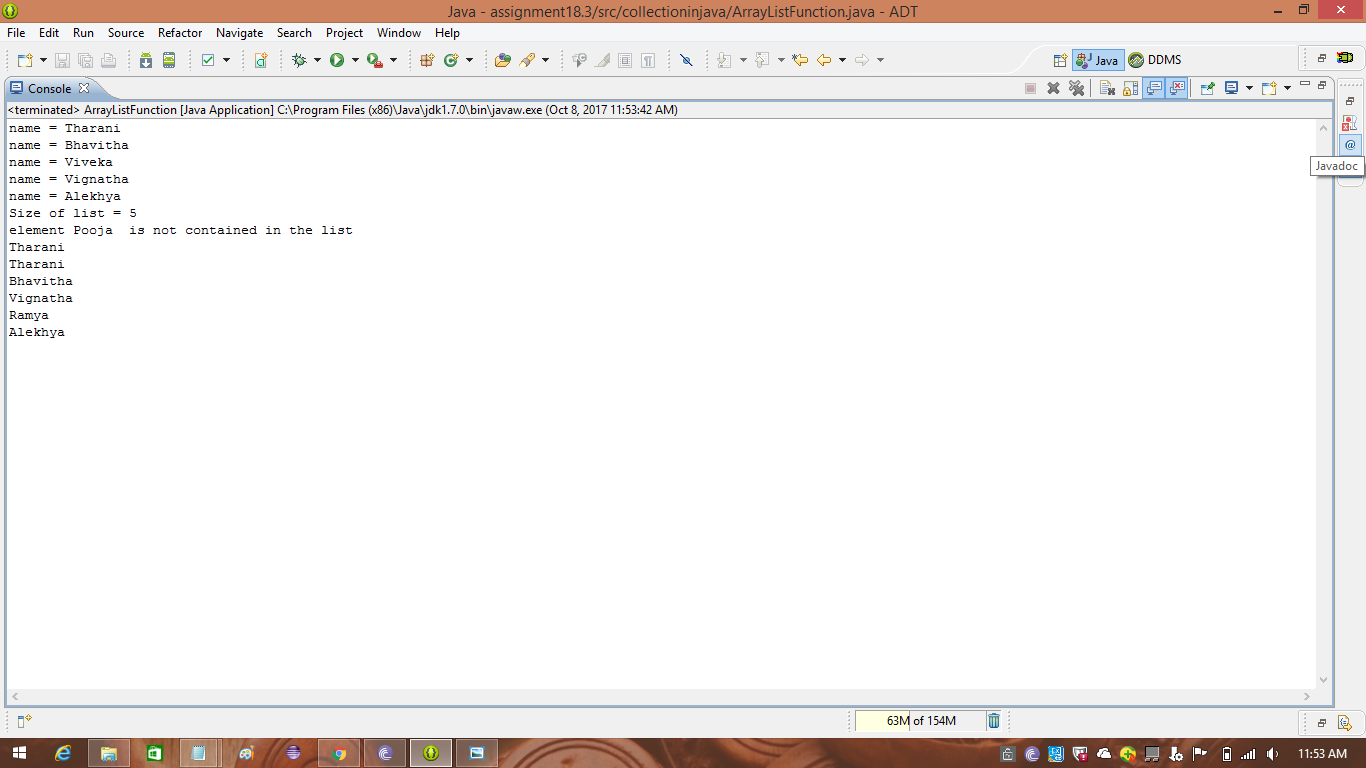 Java - assignment18.3/src/collectioninjava/ArrayListFunction.java - ADT
File Edit Run Source Refactor Navigate Search Project Window Help
Java DDMS
Console
<terminated> ArrayListFunction [Java Application] C:\Program Files (x86)\Java\jdk1.7.0\bin\javaw.exe (Oct 8, 2017 11:53:42 AM)
name = Tharani
name = Bhavitha
name = Viveka
name = Vignatha
name = Alekhya
Size of list = 5
element Pooja  is not contained in the list
Tharani
Tharani
Bhavitha
Vignatha
Ramya
Alekhya
@
Javadoc
63M of 154M
11:53 AM